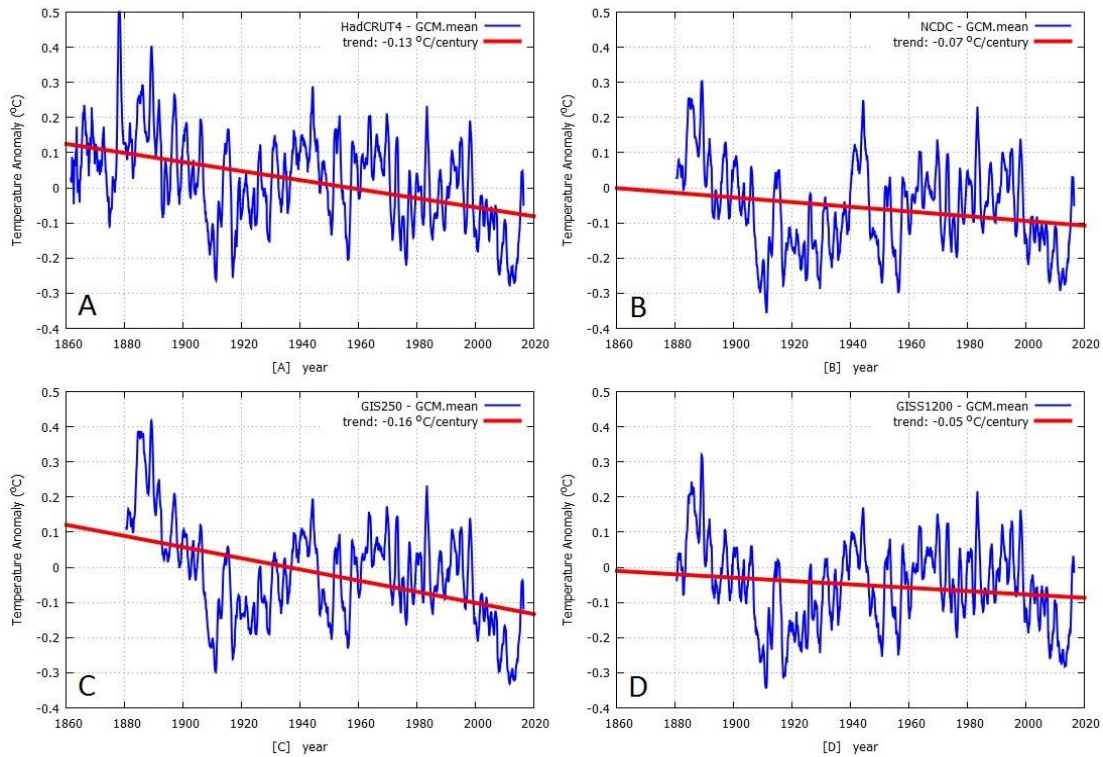 0.5
0.4
0.3
0.2
0.1
0
-0.1
-0.2
-0.3
-0.4
Temperature Anomaly (°C)
HadCRUT4 - GCM.mean
trend: -0.13 °C/century
A
1860 1880 1900 1920 1940 1960 1980 2000 2020
[A] year
0.5
0.4
0.3
0.2
0.1
0
-0.1
-0.2
-0.3
-0.4
Temperature Anomaly (°C)
NCDC - GCM.mean
trend: -0.07 °C/century
B
1860 1880 1900 1920 1940 1960 1980 2000 2020
[B] year
0.5
0.4
0.3
0.2
0.1
0
-0.1
-0.2
-0.3
-0.4
Temperature Anomaly (°C)
GIS250 - GCM.mean
trend: -0.16 °C/century
C
1860 1880 1900 1920 1940 1960 1980 2000 2020
[C] year
0.5
0.4
0.3
0.2
0.1
0
-0.1
-0.2
-0.3
-0.4
Temperature Anomaly (°C)
GISS1200 - GCM.mean
trend: -0.05 °C/century
D
1860 1880 1900 1920 1940 1960 1980 2000 2020
[D] year